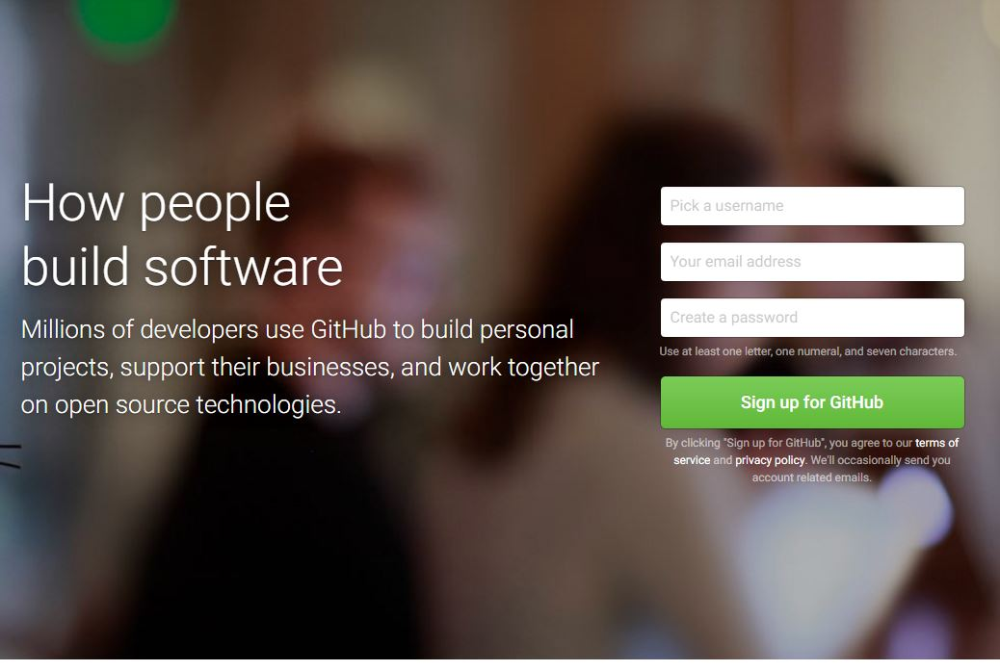 How people
build software
Millions of developers use GitHub to build personal
projects, support their businesses, and work together
on open source technologies.
Pick a username
Your email address
Create a password
Use at least one letter, one numeral, and seven characters.
Sign up for GitHub
By clicking "Sign up for GitHub", you agree to our terms of
service and privacy policy. We'll occasionally send you
account related emails.